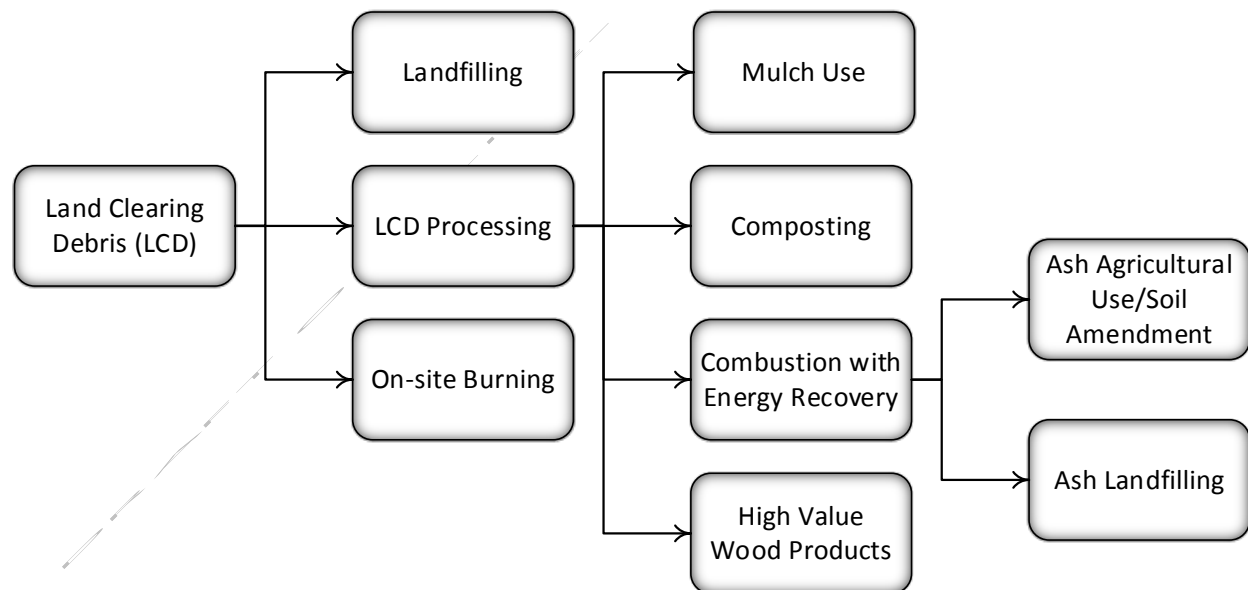 Landfilling
Mulch Use
Land Clearing
Debris (LCD)
LCD Processing
Composting
Ash Agricultural
Use/Soil
Amendment
On-site Burning
Combustion with
Energy Recovery
Ash Landfilling
High Value
Wood Products